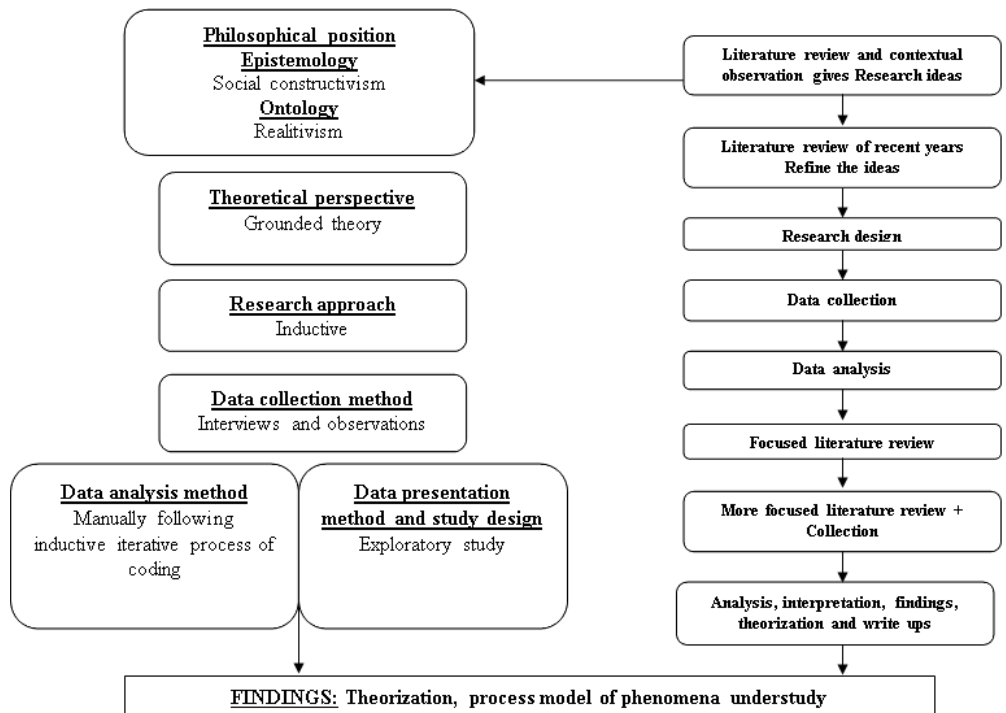 Philosophical position
Epistemology
Social constructivism
Ontology
Realitivism
Theoretical perspective
Grounded theory
Research approach
Inductive
Data collection method
Interviews and observations
Data analysis method
Manually following
inductive iterative process of
coding
Data presentation
method and study design
Exploratory study
Literature review and contextual
observation gives Research ideas
Literature review of recent years
Refine the ideas
Research design
Data collection
Data analysis
Focused literature review
More focused literature review +
Collection
Analysis, interpretation, findings,
theorization and write ups
FINDINGS: Theorization, process model of phenomena understudy